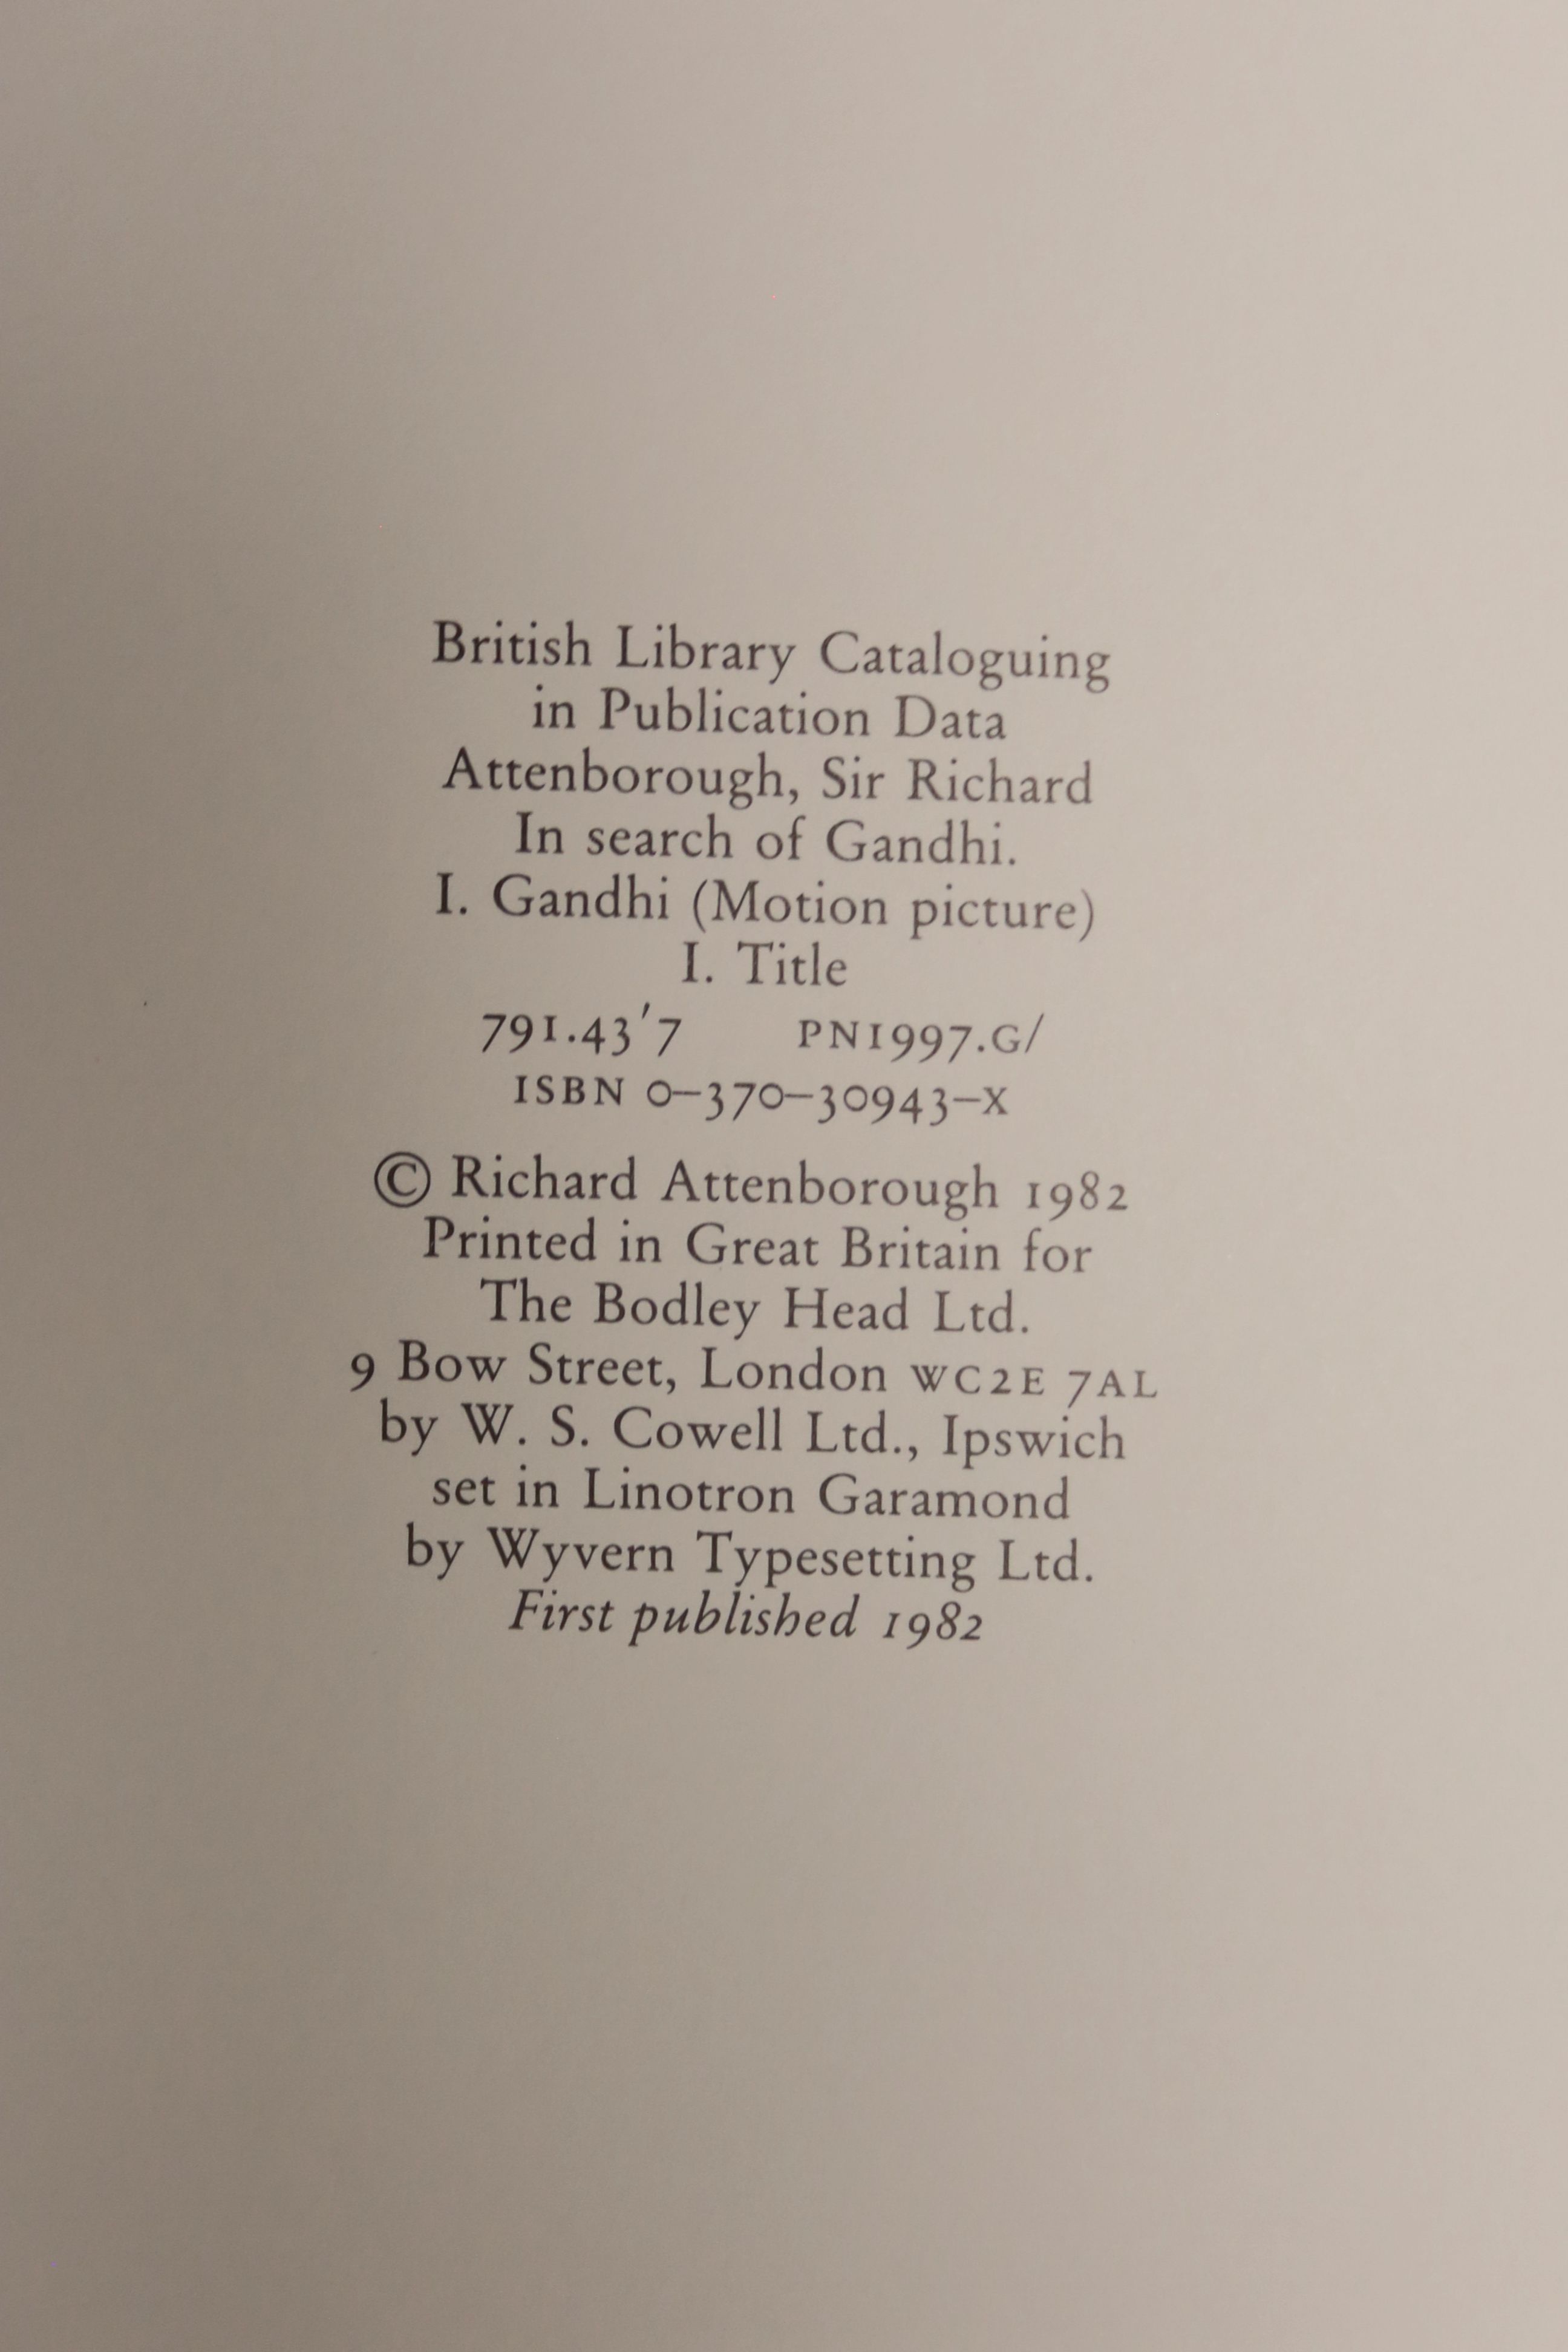 British Library Cataloguing
in Publication Data
Attenborough, Sir Richard
In search of Gandhi.
I. Gandhi (Motion picture)
I. Title
791.43'7 PN1997.G/
ISBN 0–370–30943–X
© Richard Attenborough 1982
Printed in Great Britain for
The Bodley Head Ltd.
9 Bow Street, London WC2E 7AL
by W. S. Cowell Ltd., Ipswich
set in Linotron Garamond
by Wyvern Typesetting Ltd.
First published 1982